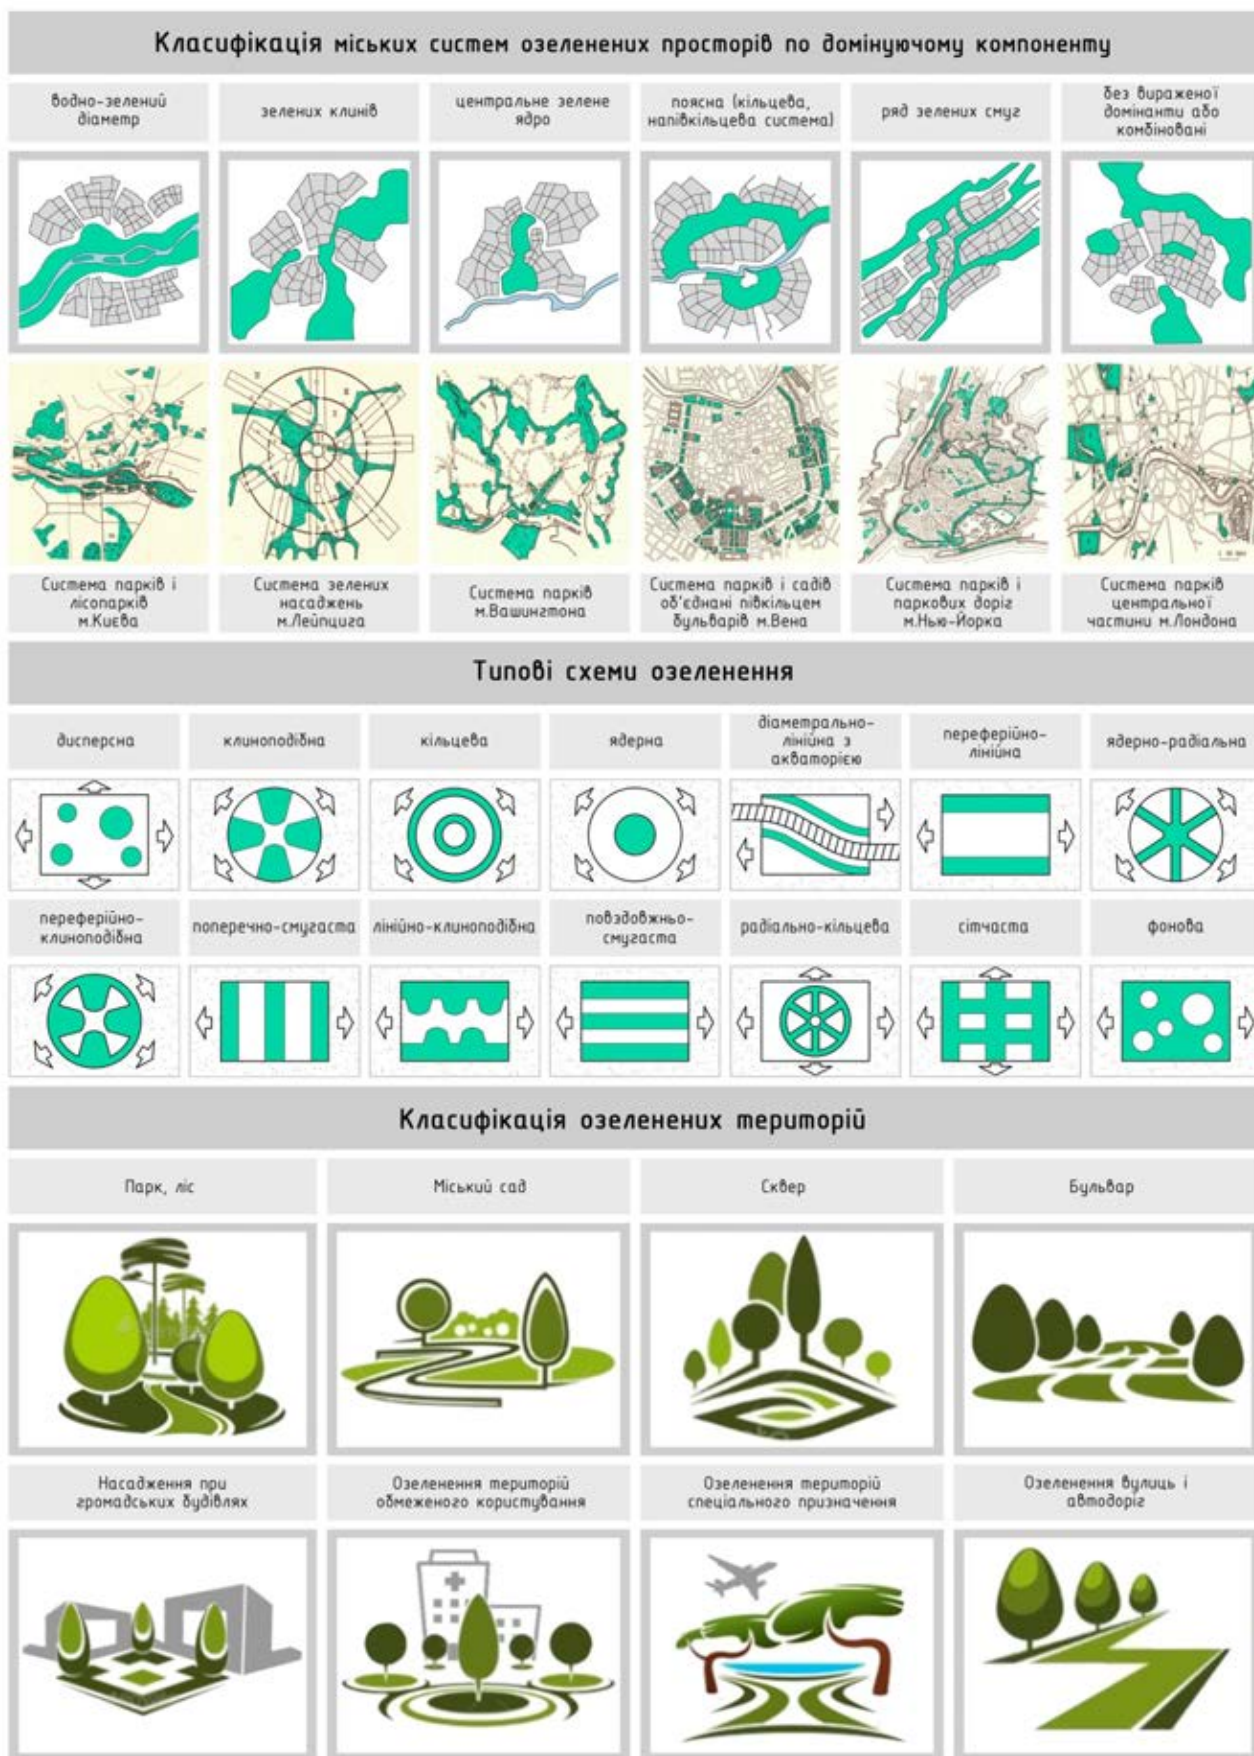 Класифікація міських систем озеленених просторів по домінуючому компоненту
водно-зелений
діаметр
зелених клинів
центральне зелене
ядро
поясна (кільцева,
напівкільцева система)
ряд зелених смуг
без вираженої
домінанти або
комбіновані
Система парків і
лісопарків
м.Києва
Система зелених
насаджень
м.Лейпцига
Система парків
м.Вашингтона
Система парків і садів
об'єднані півкільцем
бульварів м.Вена
Система парків і
паркових доріг
м.Нью-Йорка
Система парків
центральної
частини м.Лондона
Типові схеми озеленення
дисперсна
клиноподібна
кільцева
ядерна
діаметрально-
лінійна з
акваторією
переферійно-
лінійна
ядерно-радіальна
переферійно-
клиноподібна
поперечно-смугаста
лінійно-клиноподібна
повздовжньо-
смугаста
радіально-кільцева
сітчаста
фонова
Класифікація озеленених територій
Парк, ліс
Міський сад
Сквер
Бульвар
Насадження при
громадських будівлях
Озеленення територій
обмеженого користування
Озеленення територій
спеціального призначення
Озеленення вулиць і
автодоріг